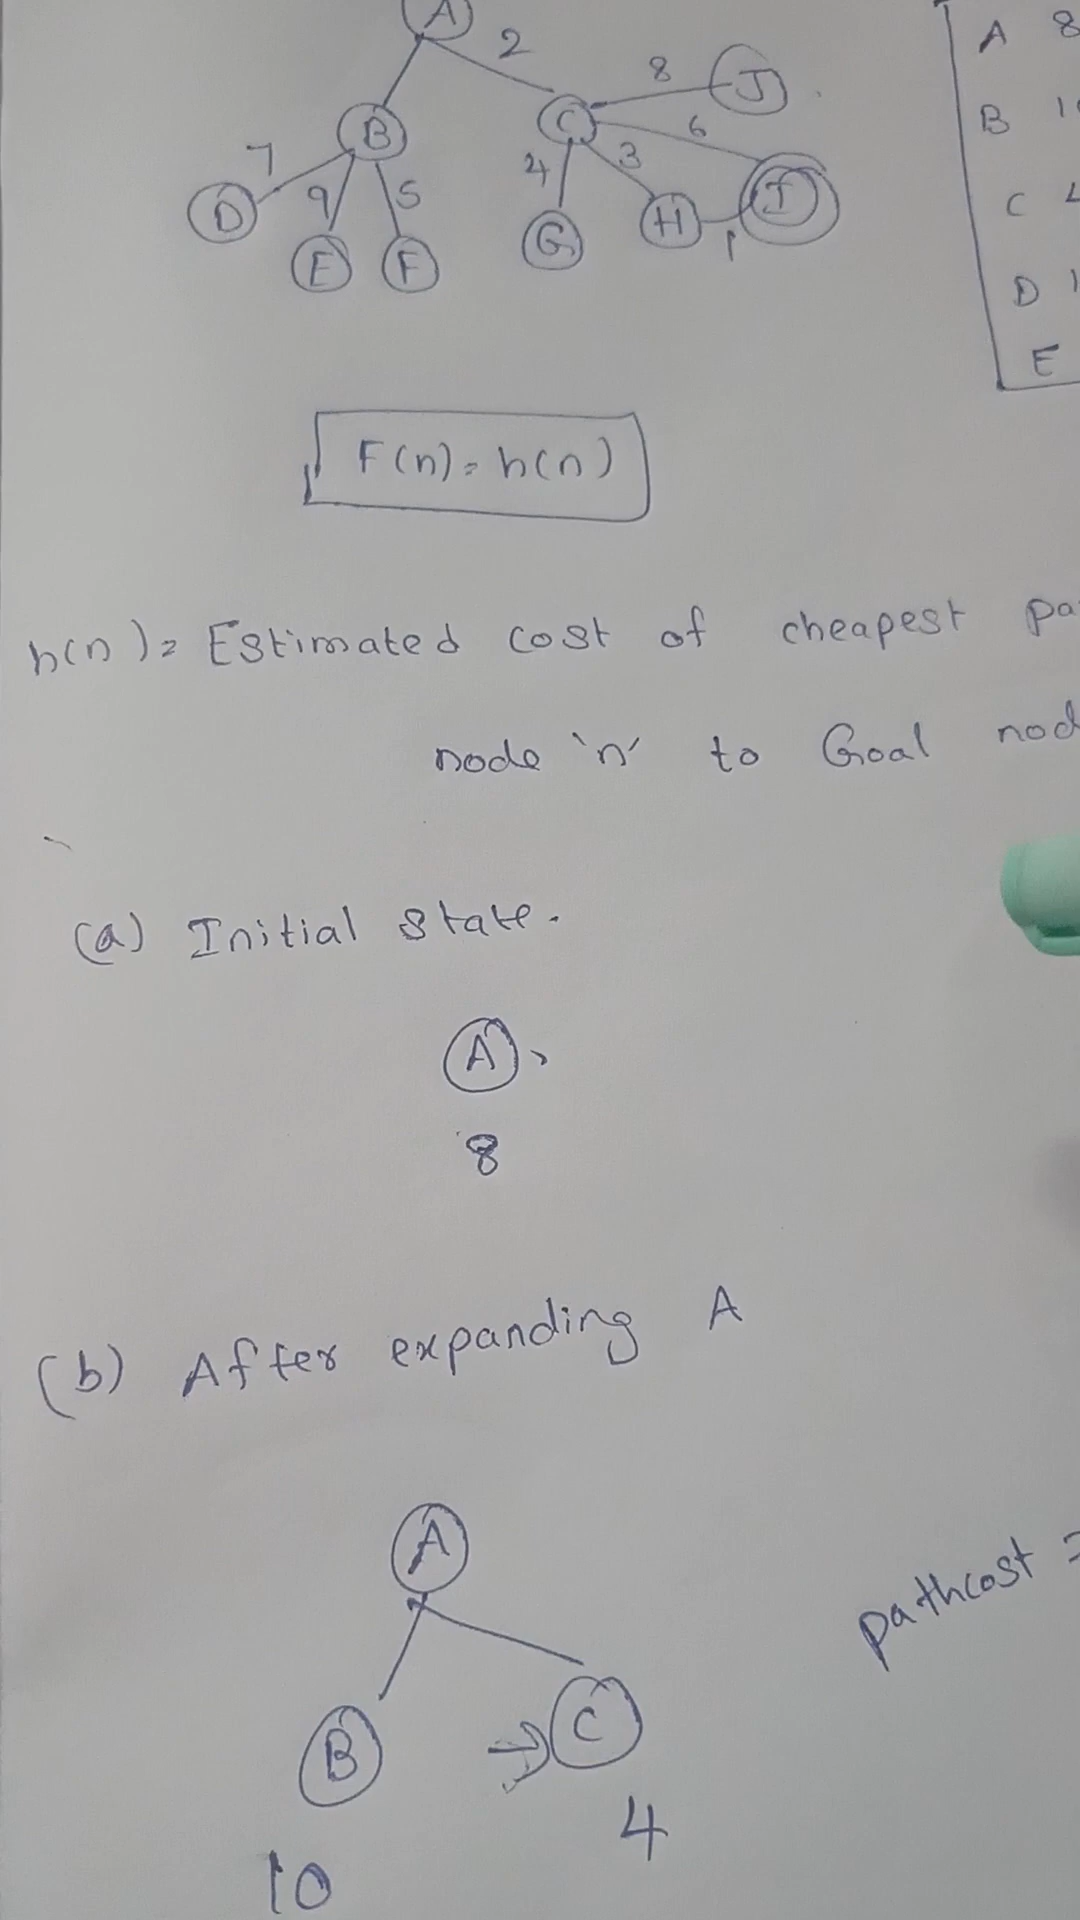 A
2
8
J
A 8
B
C
6
B
7
9
5
4
3
D
G
H
I
1
E
F
C
D
E
F(n) = h(n)
h(n) = Estimated cost of cheapest
node 'n' to Goal
(a) Initial state.
A
8
(b) After expanding A
A
pathcost =
B
C
4
10